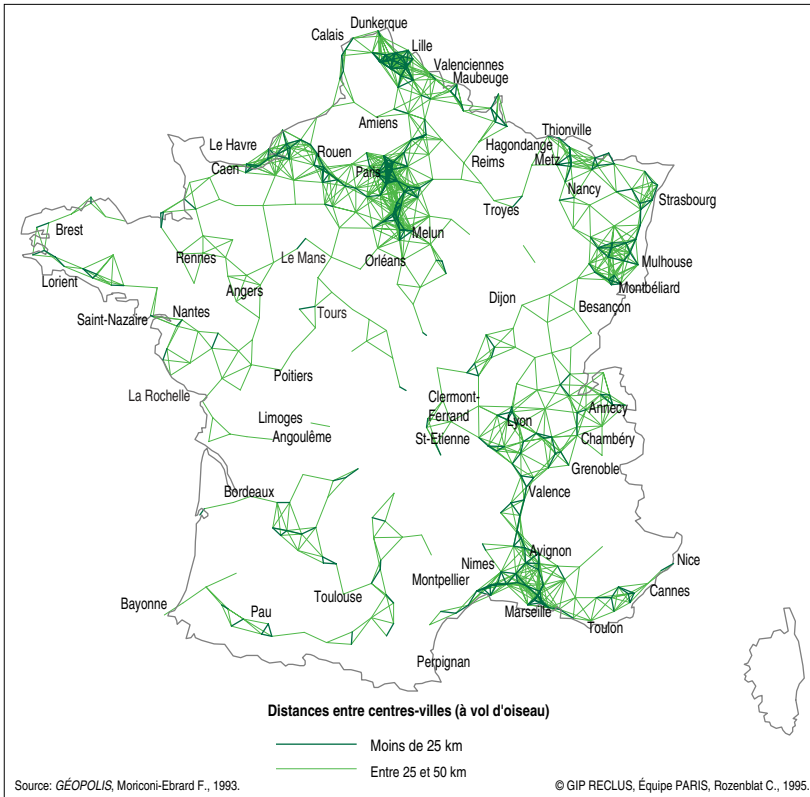 Dunkerque
Calais
Lille
Valenciennes
Maubeuge
Amiens
Thionville
Le Havre
Hagondange
Rouen
Reims
Metz
Caen
Paris
Nancy
Strasbourg
Troyes
Brest
Melun
Rennes
Le Mans
Orléans
Mulhouse
Lorient
Angers
Montbéliard
Dijon
Besançon
Saint-Nazaire
Nantes
Tours
Poitiers
La Rochelle
Clermont-
Ferrand
Annecy
Limoges
Lyon
Angoulême
St-Etienne
Chambéry
Grenoble
Bordeaux
Valence
Avignon
Nimes
Nice
Montpellier
Cannes
Bayonne
Toulouse
Pau
Marseille
Toulon
Perpignan
Distances entre centres-villes (à vol d'oiseau)
Moins de 25 km
Entre 25 et 50 km
Source: GÉOPOLIS, Moriconi-Ebrard F., 1993.
© GIP RECLUS, Équipe PARIS, Rozenblat C., 1995.